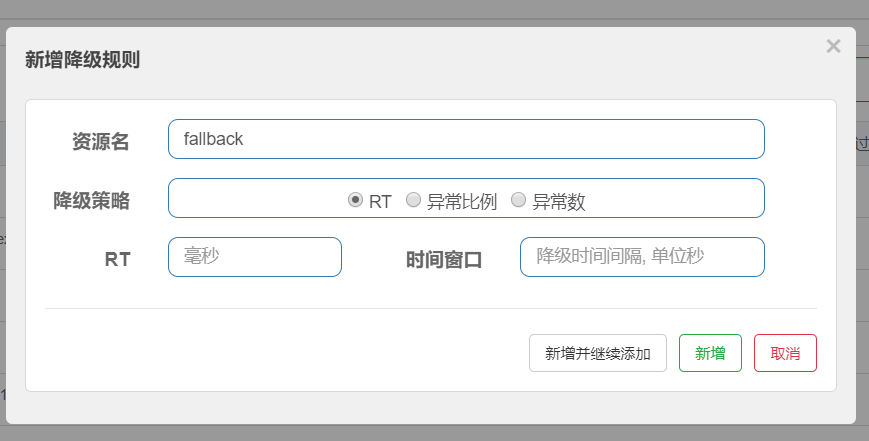 新增降级规则
×
资源名 fallback
过
降级策略 RT 异常比例 异常数
RT 毫秒 时间窗口 降级时间间隔, 单位秒
新增并继续添加 新增 取消
1